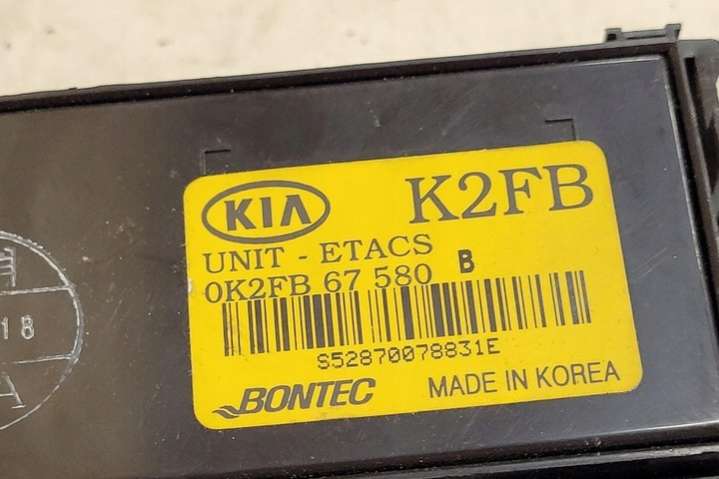 KIA
K2FB
UNIT - ETACS
0K2FB 67 580 B
S52870078831E
BONTEC
MADE IN KOREA
18
A